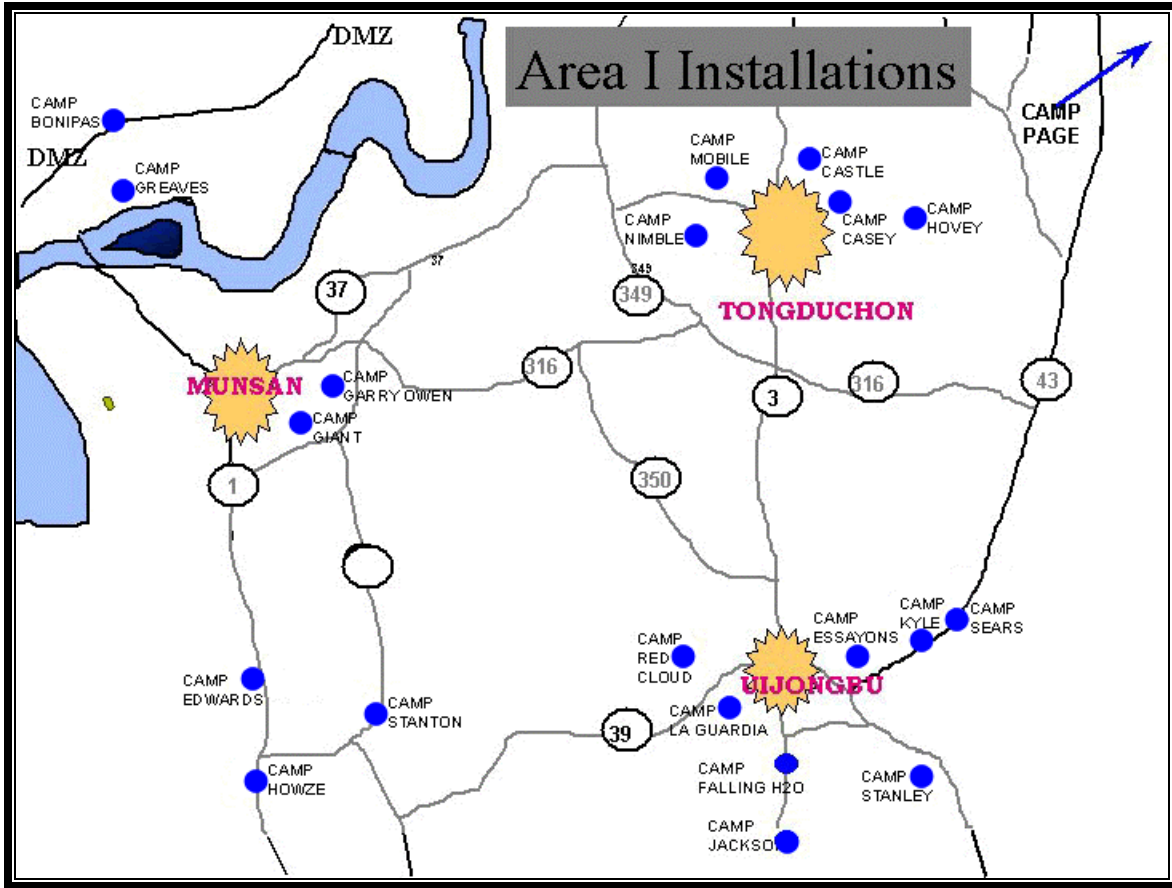 Area I Installations
DMZ
CAMP
BONIPAS
DMZ
CAMP
GREAVES
CAMP
PAGE
CAMP
MOBILE
CAMP
CASTLE
CAMP
NIMBLE
CAMP
CASEY
CAMP
HOVEY
37
37
349
349
TONGDUCHON
MUNSAN
CAMP
GARRY OWEN
CAMP
GIANT
316
3
316
43
1
350
CAMP
EDWARDS
CAMP
STANTON
CAMP
HOWZE
CAMP
RED
CLOUD
CAMP
ESSAYONS
CAMP
KYLE
CAMP
SEARS
UIJONGBU
CAMP
LA GUARDIA
39
CAMP
FALLING H2O
CAMP
STANLEY
CAMP
JACKSON